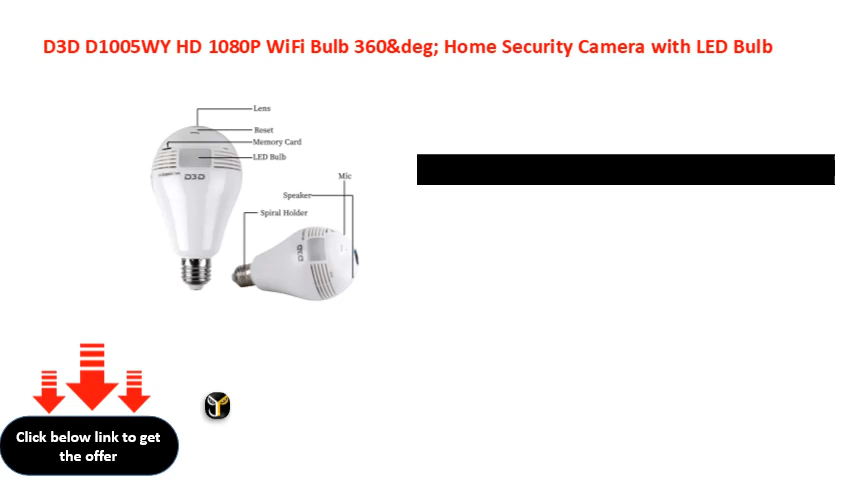 D3D D1005WY HD 1080P WiFi Bulb 360&deg; Home Security Camera with LED Bulb
Lens
Reset
Memory Card
LED Bulb
D3D
Mic
Speaker
Spiral Holder
D3D
Click below link to get
the offer